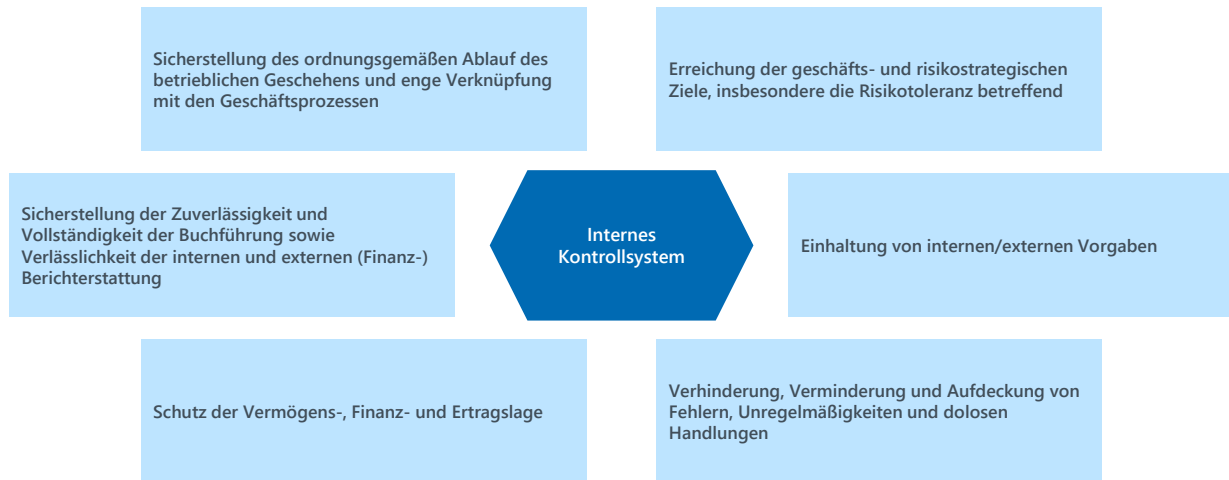 Sicherstellung des ordnungsgemäßen Ablauf des
betrieblichen Geschehens und enge Verknüpfung
mit den Geschäftsprozessen
Erreichung der geschäfts- und risikostrategischen
Ziele, insbesondere die Risikotoleranz betreffend
Sicherstellung der Zuverlässigkeit und
Vollständigkeit der Buchführung sowie
Verlässlichkeit der internen und externen (Finanz-)
Berichterstattung
Internes
Kontrollsystem
Einhaltung von internen/externen Vorgaben
Schutz der Vermögens-, Finanz- und Ertragslage
Verhinderung, Verminderung und Aufdeckung von
Fehlern, Unregelmäßigkeiten und dolosen
Handlungen